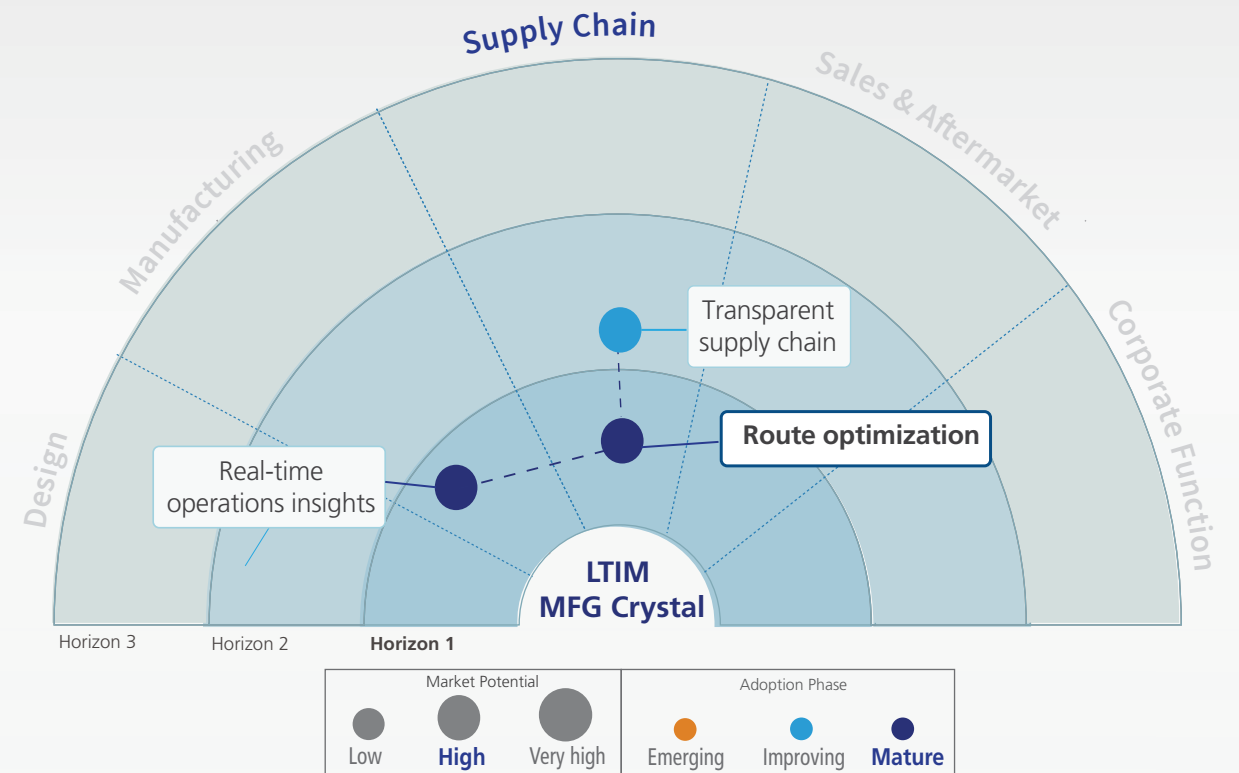 Supply Chain
Sales & Aftermarket
Manufacturing
Corporate Function
Design
Transparent
supply chain
Route optimization
Real-time
operations insights
LTIM
MFG Crystal
Horizon 3
Horizon 2
Horizon 1
Market Potential
Low
High
Very high
Adoption Phase
Emerging
Improving
Mature